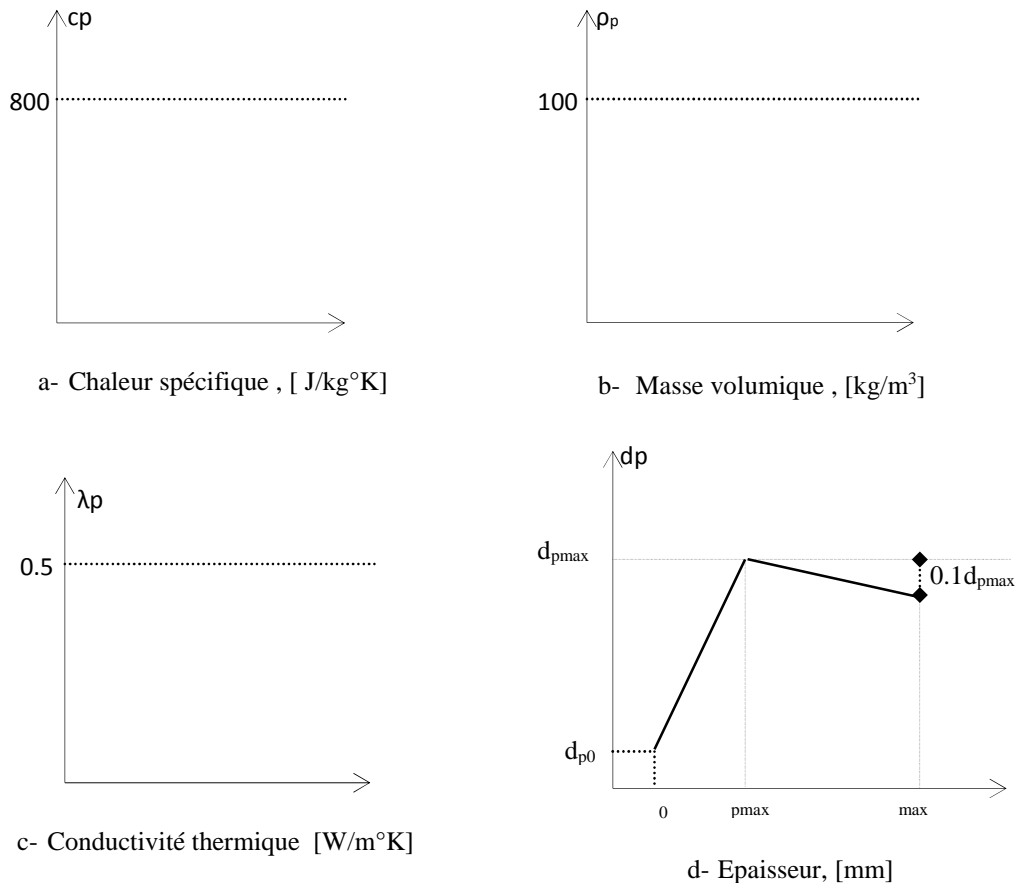 cp
800
a- Chaleur spécifique , [ J/kg°K]
ρₚ
100
b- Masse volumique , [kg/m³]
λp
0.5
c- Conductivité thermique [W/m°K]
dp
dₚₘₐₓ
0.1dₚₘₐₓ
dₚ₀
0 pmax max
d- Epaisseur, [mm]